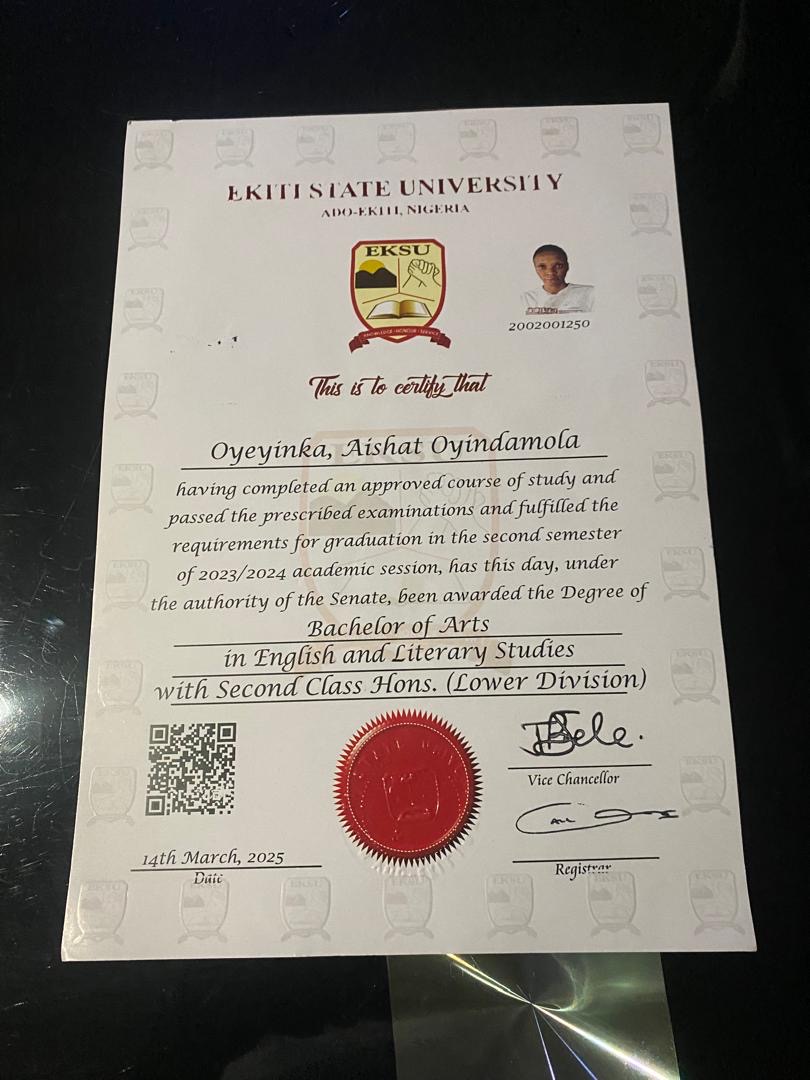 EKITI STATE UNIVERSITY
ADO-EKITI, NIGERIA
EKSU
KNOWLEDGE · HONOUR · SERVICE
2002001250
This is to certify that
Oyeyinka, Aishat Oyindamola
having completed an approved course of study and
passed the prescribed examinations and fulfilled the
requirements for graduation in the second semester
of 2023/2024 academic session, has this day, under
the authority of the Senate, been awarded the Degree of
Bachelor of Arts
in English and Literary Studies
with Second Class Hons. (Lower Division)
Vice Chancellor
14th March, 2025
Date
Registrar